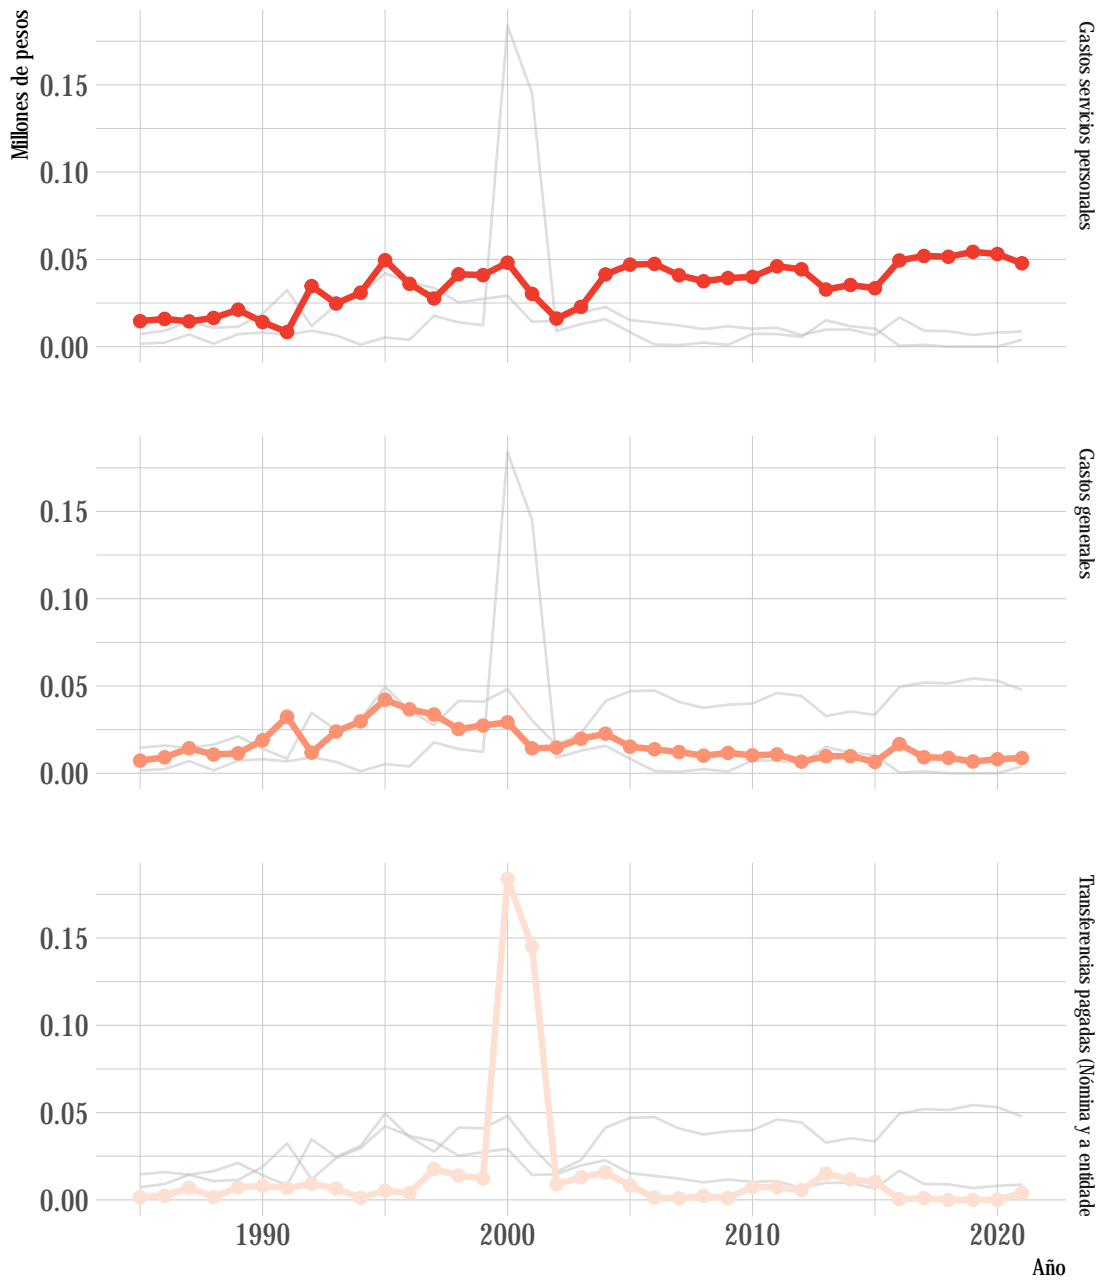 Millones de pesos
0.15
0.10
0.05
0.00
Gastos servicios personales
0.15
0.10
0.05
0.00
Gastos generales
0.15
0.10
0.05
0.00
Transferencias pagadas (Nómina y a entidade
1990 2000 2010 2020
Año